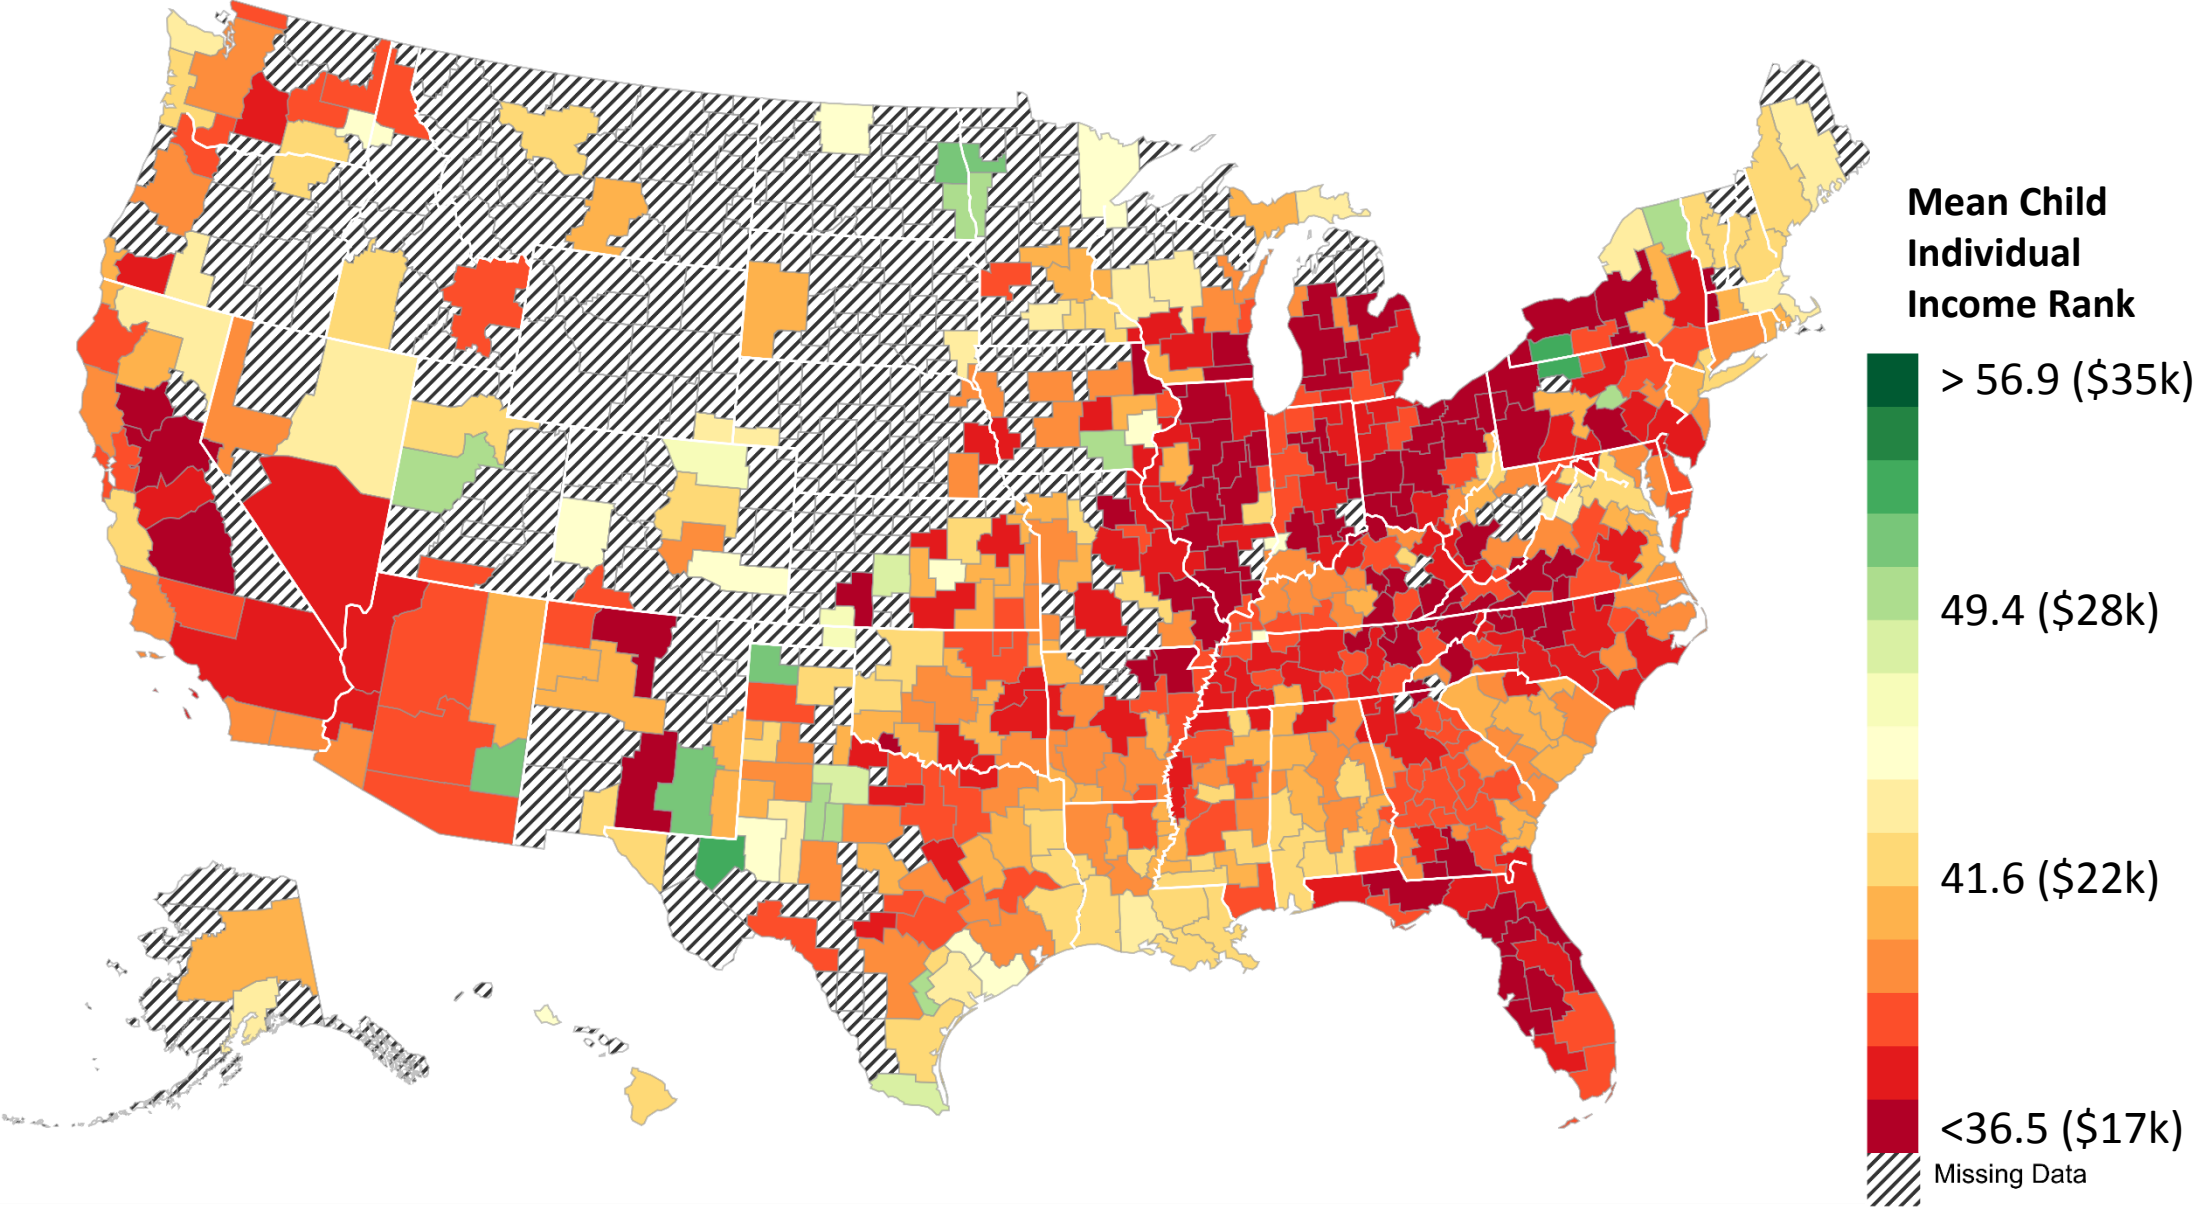 Mean Child
Individual
Income Rank
> 56.9 ($35k)
49.4 ($28k)
41.6 ($22k)
<36.5 ($17k)
Missing Data